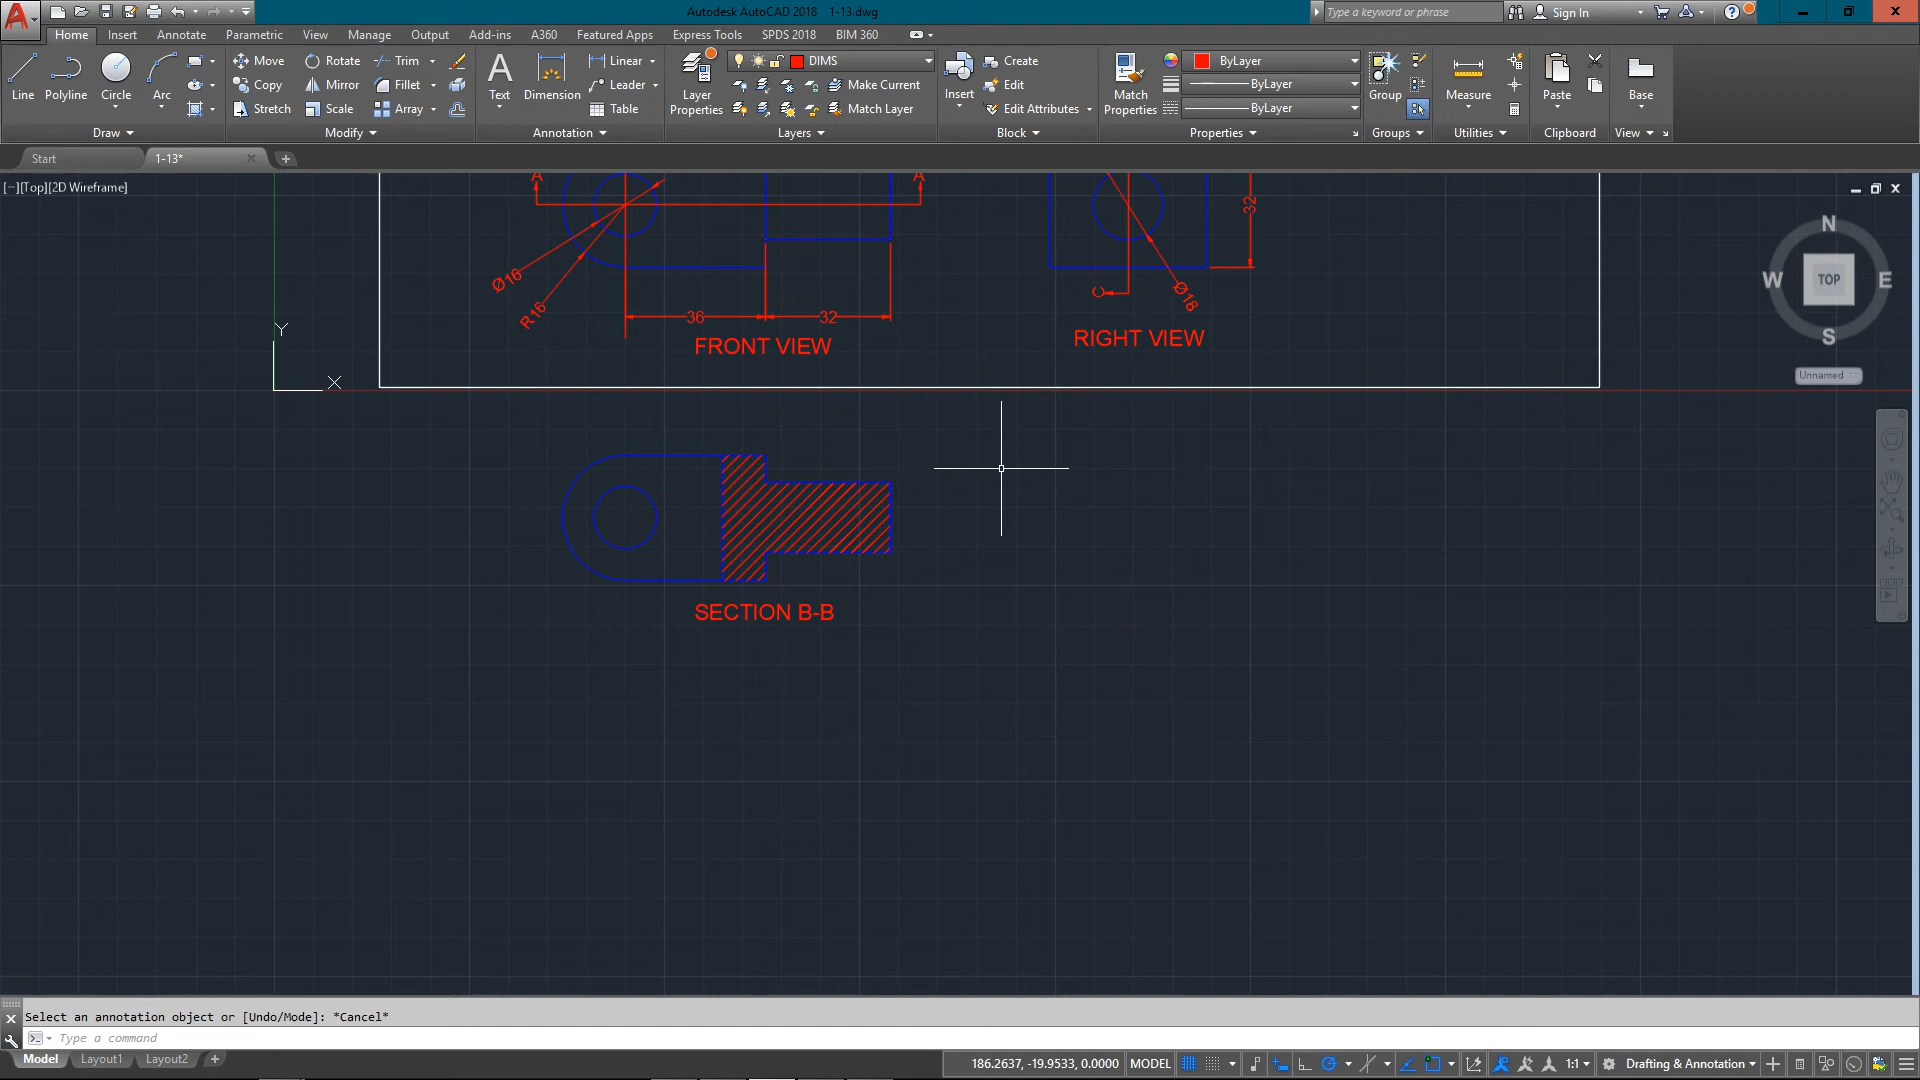 Autodesk AutoCAD 2018   1-13.dwg
Type a keyword or phrase
Sign In
Home Insert Annotate Parametric View Manage Output Add-ins A360 Featured Apps Express Tools SPDS 2018 BIM 360
Line
Polyline
Circle
Arc
Draw
Move
Copy
Stretch
Rotate
Mirror
Scale
Trim
Fillet
Array
Modify
Text
Dimension
Linear
Leader
Table
Annotation
Layer
Properties
DIMS
Make Current
Match Layer
Layers
Insert
Create
Edit
Edit Attributes
Block
Match
Properties
ByLayer
ByLayer
ByLayer
Properties
Group
Groups
Measure
Utilities
Paste
Clipboard
Base
View
Start
1-13*
[−][Top][2D Wireframe]
A
A
Ø16
R16
36
32
FRONT VIEW
32
C
Ø18
RIGHT VIEW
Y
X
N
W
TOP
E
S
Unnamed
SECTION B-B
Select an annotation object or [Undo/Mode]: *Cancel*
Type a command
Model Layout1 Layout2
186.2637, -19.9533, 0.0000 MODEL
1:1
Drafting & Annotation